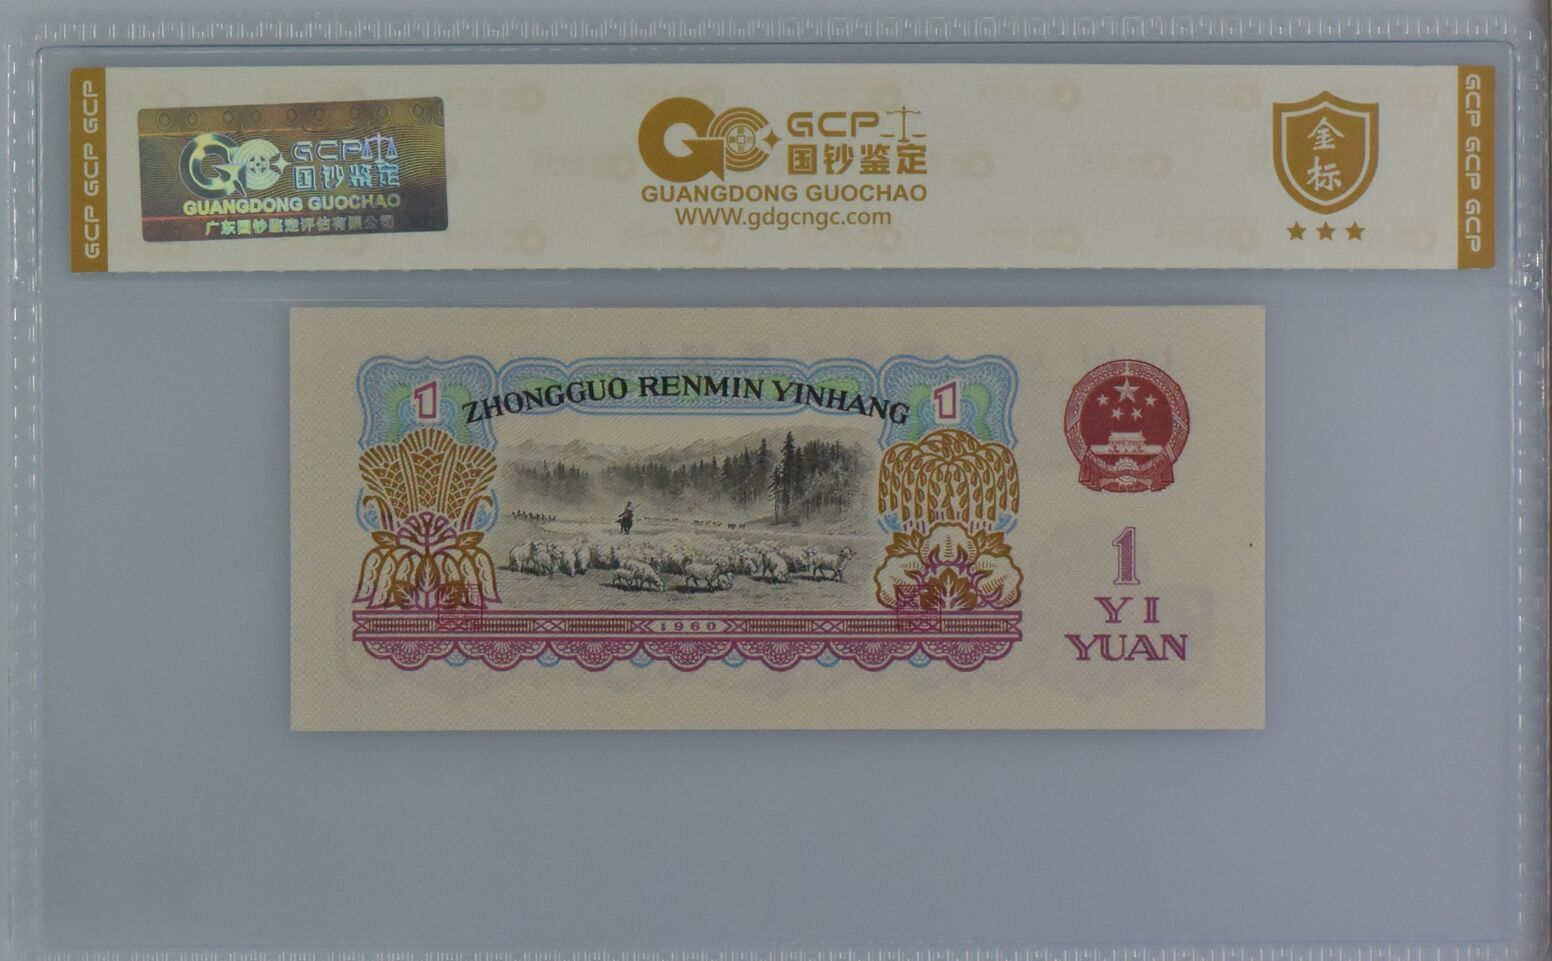 GCP GCP GCP
GCP 国钞鉴定
GUANGDONG GUOCHAO
广东国钞鉴定评估有限公司
GCP
国钞鉴定
GUANGDONG GUOCHAO
WWW.gdgcngc.com
金标
GCP GCP GCP
1
ZHONGGUO RENMIN YINHANG
1
1960
1
YI
YUAN